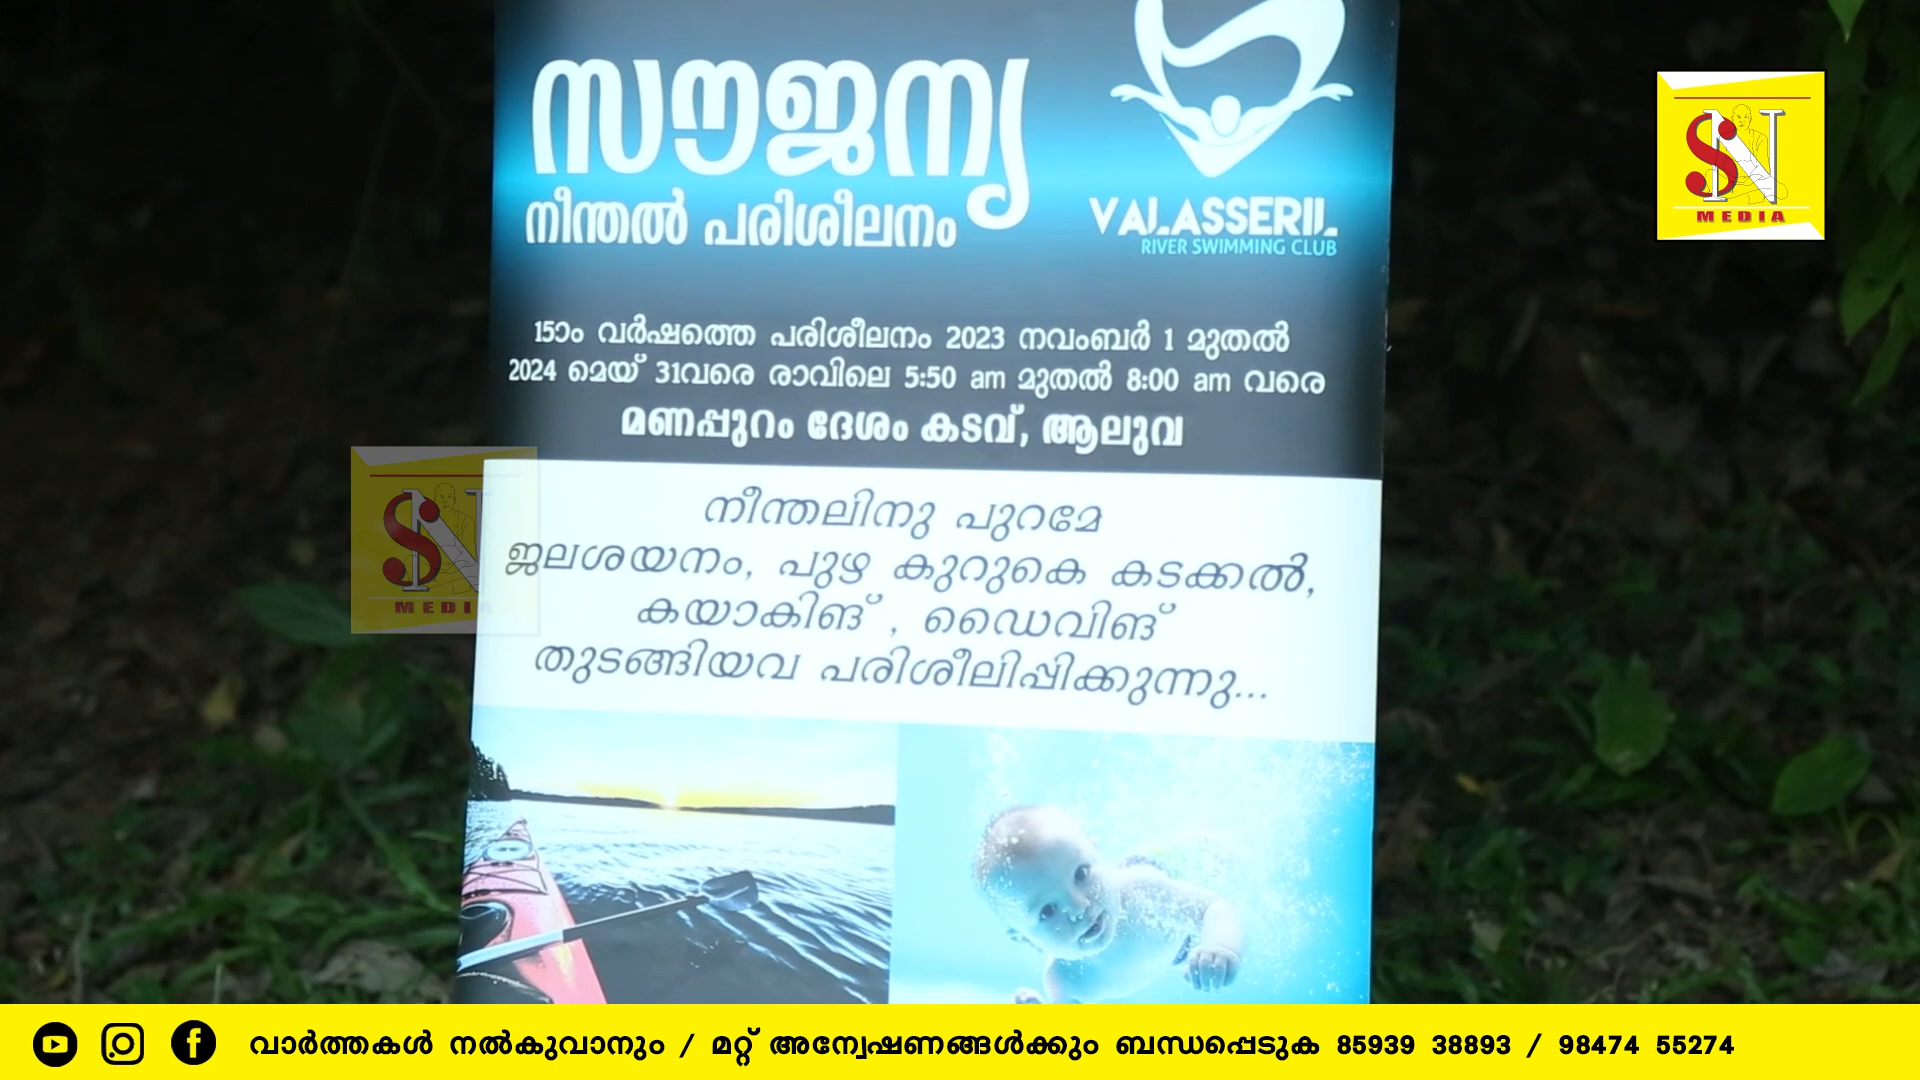 സൗജന്യ
നീന്തൽ പരിശീലനം
VALASSERIL
RIVER SWIMMING CLUB
15ാം വർഷത്തെ പരിശീലനം 2023 നവംബർ 1 മുതൽ
2024 മെയ് 31വരെ രാവിലെ 5:50 am മുതൽ 8:00 am വരെ
മണപ്പുറം ദേശം കടവ്, ആലുവ
നീന്തലിനു പുറമേ
ജലശയനം, പുഴ കുറുകെ കടക്കൽ,
കയാകിങ് , ഡൈവിങ്
തുടങ്ങിയവ പരിശീലിപ്പിക്കുന്നു...
SN
MEDIA
SN
MEDIA
വാർത്തകൾ നൽകുവാനും / മറ്റ് അന്വേഷണങ്ങൾക്കും ബന്ധപ്പെടുക 85939 38893 / 98474 55274